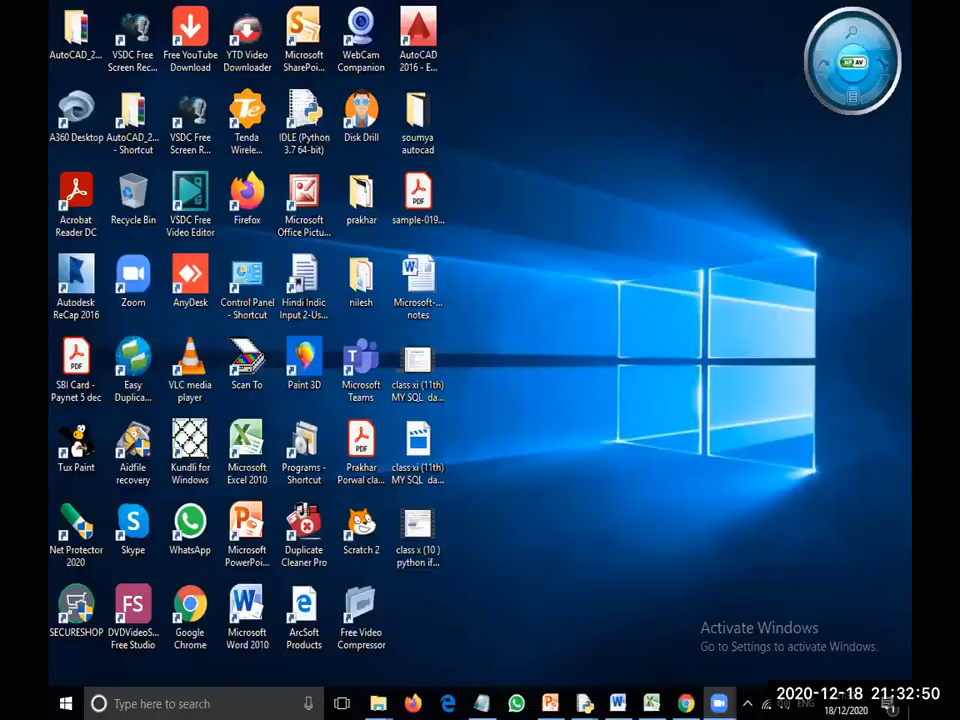 AutoCAD_2...
VSDC Free
Screen Rec...
Free YouTube
Download
YTD Video
Downloader
Microsoft
SharePoi...
WebCam
Companion
AutoCAD
2016 - E...
NP AV
A360 Desktop
AutoCAD_2...
- Shortcut
VSDC Free
Screen R...
Tenda
Wirele...
IDLE (Python
3.7 64-bit)
Disk Drill
soumya
autocad
Acrobat
Reader DC
Recycle Bin
VSDC Free
Video Editor
Firefox
Microsoft
Office Pictu...
prakhar
PDF
sample-019...
Autodesk
ReCap 2016
Zoom
AnyDesk
Control Panel
- Shortcut
Hindi Indic
Input 2-Us...
nilesh
Microsoft-...
notes
PDF
SBI Card -
Paynet 5 dec
Easy
Duplica...
VLC media
player
Scan To
Paint 3D
Microsoft
Teams
class xi (11th)
MY SQL da...
Tux Paint
Aidfile
recovery
Kundli for
Windows
Microsoft
Excel 2010
Programs -
Shortcut
PDF
Prakhar
Porwal cla...
class xi (11th)
MY SQL da...
Net Protector
2020
Skype
WhatsApp
Microsoft
PowerPoi...
Duplicate
Cleaner Pro
Scratch 2
class x (10 )
python if...
SECURESHOP
FS
DVDVideoS...
Free Studio
Google
Chrome
Microsoft
Word 2010
ArcSoft
Products
Free Video
Compressor
Activate Windows
Go to Settings to activate Windows.
Type here to search
ENG
2020-12-18 21:32:50
18/12/2020